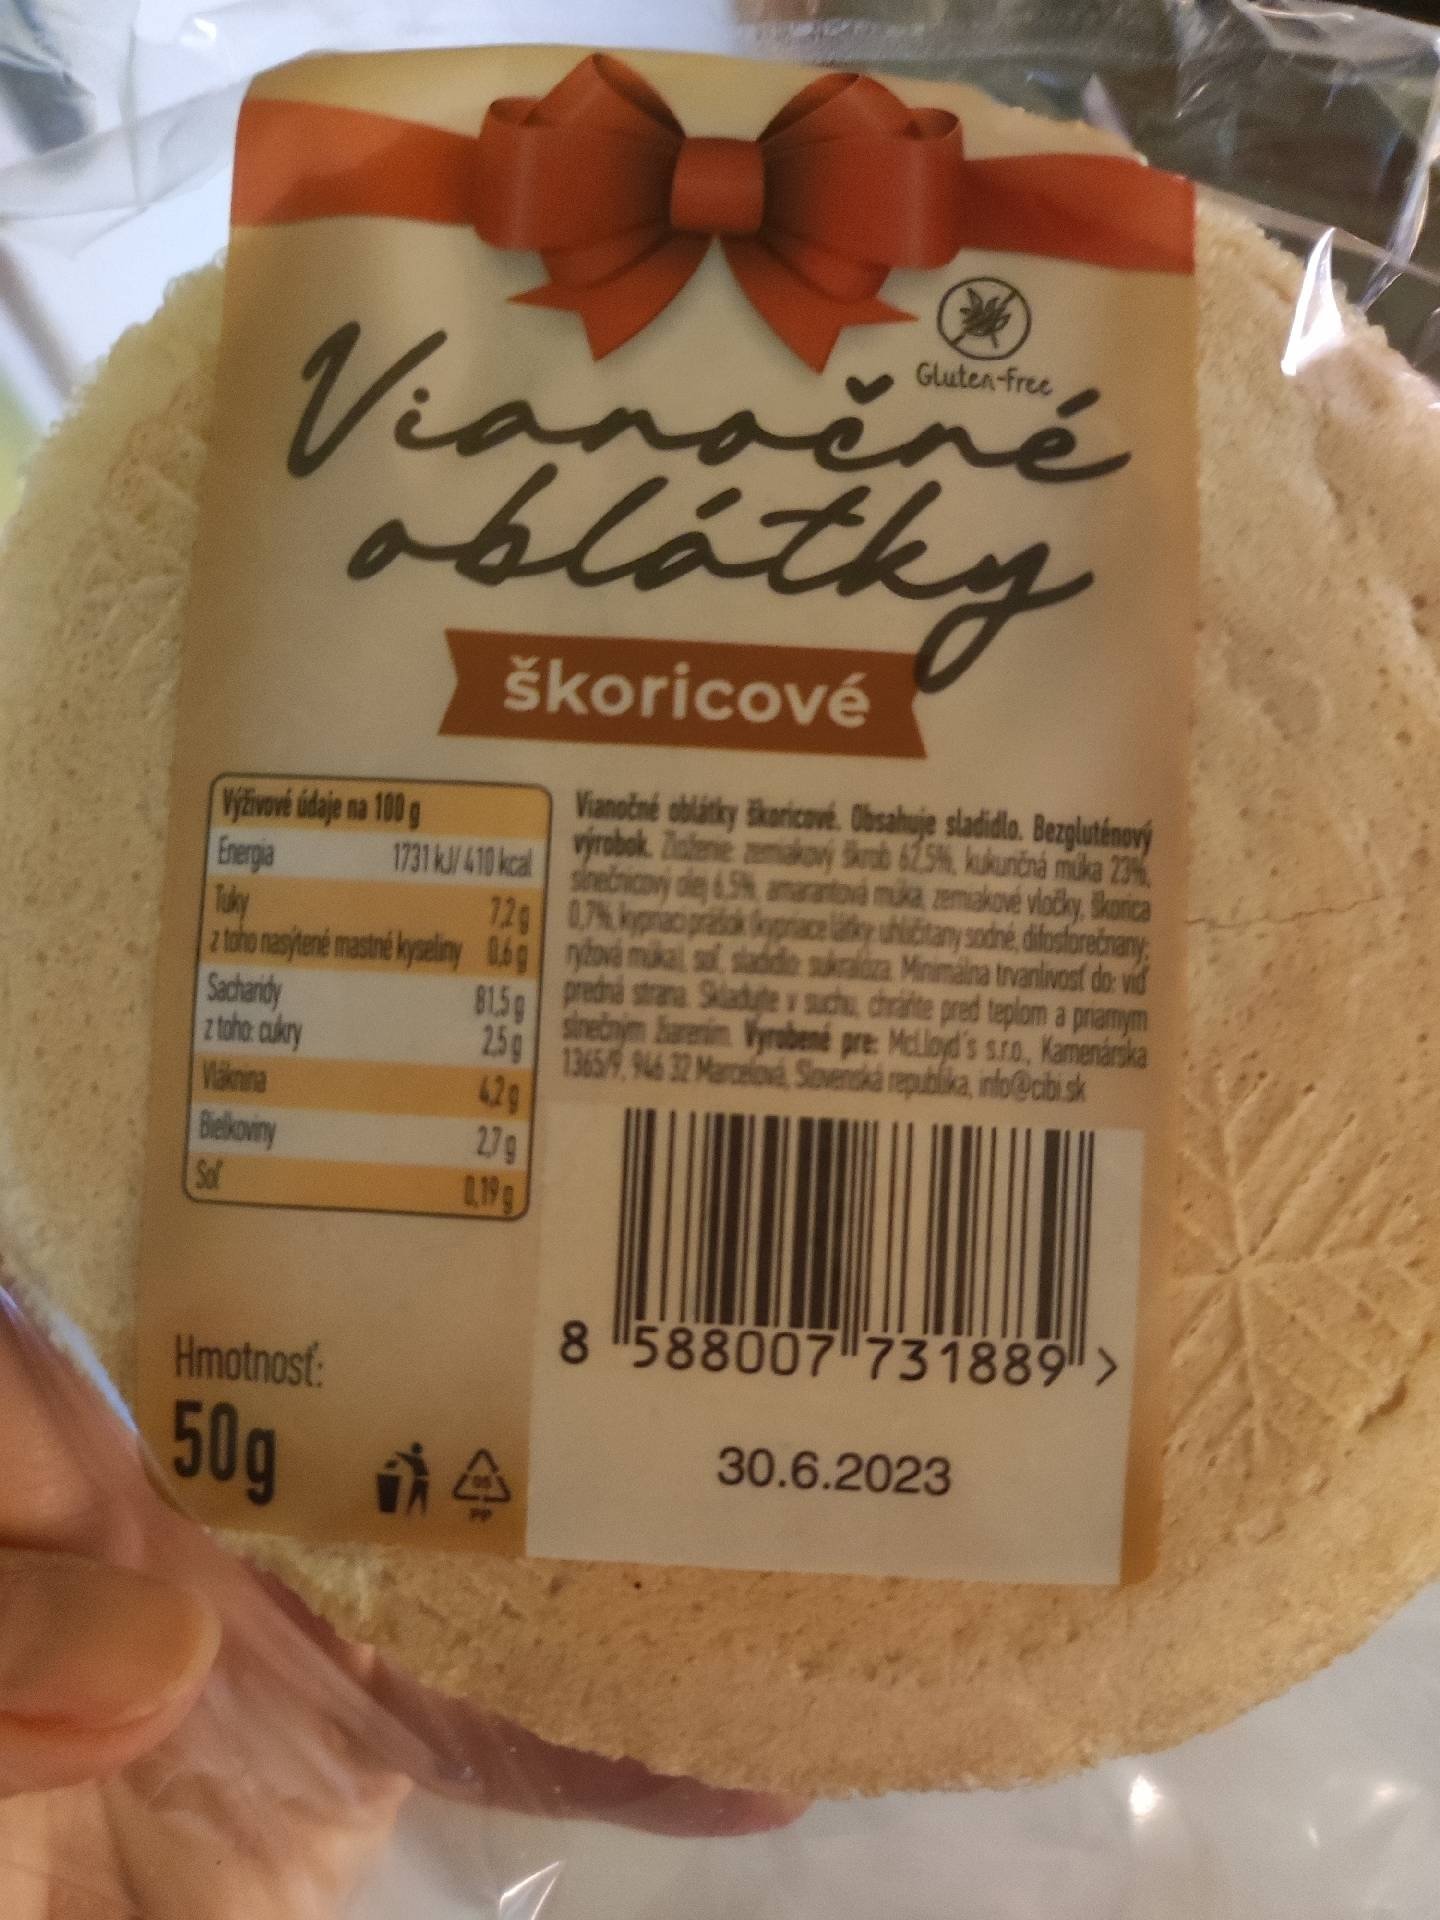 Gluten-free
Vianočné
oblátky
škoricové
Výživové údaje na 100 g
Energia 1731 kJ/410 kcal
Tuky 7,2 g
z toho nasýtené mastné kyseliny 0,6 g
Sacharidy 81,5 g
z toho: cukry 2,5 g
Vláknina 4,2 g
Bielkoviny 2,7 g
Soľ 0,19 g
Vianočné oblátky škoricové. Obsahuje sladidlo. Bezgluténový
výrobok. Zloženie: zemiakový škrob 62,5%, kukuričná múka 23%,
slnečnicový olej 6,5%, amarantová múka, zemiakové vločky, škorica
0,7%, kypriaci prášok (kypriace látky: uhličitany sodné, difosforečnany;
ryžová múka), soľ, sladidlo: sukralóza. Minimálna trvanlivosť do: viď
predná strana. Skladujte v suchu, chráňte pred teplom a priamym
slnečným žiarením. Vyrobené pre: McLloyd's s.r.o., Kamenárska
1365/9, 946 32 Marcelová, Slovenská republika, info@cibi.sk
8 588007 731889 >
30.6.2023
Hmotnosť:
50g
05
PP